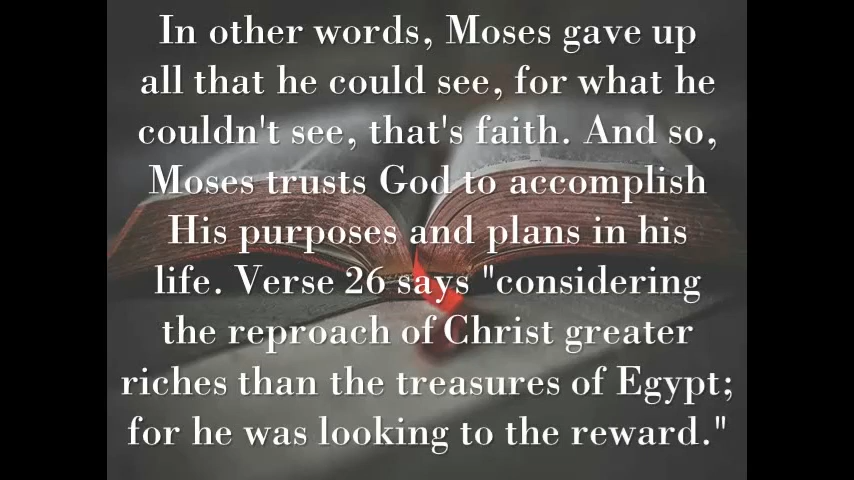 In other words, Moses gave up
all that he could see, for what he
couldn't see, that's faith. And so,
Moses trusts God to accomplish
His purposes and plans in his
life. Verse 26 says "considering
the reproach of Christ greater
riches than the treasures of Egypt;
for he was looking to the reward."